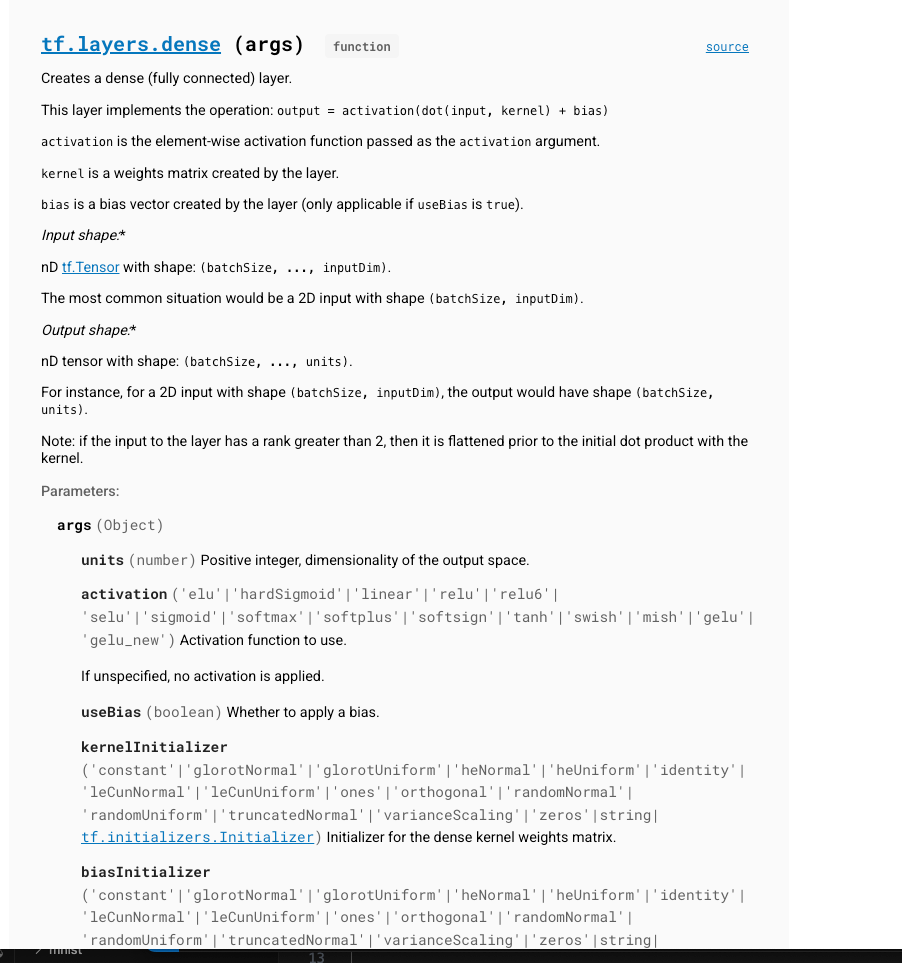 tf.layers.dense (args) function source
Creates a dense (fully connected) layer.
This layer implements the operation: output = activation(dot(input, kernel) + bias)
activation is the element-wise activation function passed as the activation argument.
kernel is a weights matrix created by the layer.
bias is a bias vector created by the layer (only applicable if useBias is true).
Input shape:*
nD tf.Tensor with shape: (batchSize, ..., inputDim).
The most common situation would be a 2D input with shape (batchSize, inputDim).
Output shape:*
nD tensor with shape: (batchSize, ..., units).
For instance, for a 2D input with shape (batchSize, inputDim), the output would have shape (batchSize,
units).
Note: if the input to the layer has a rank greater than 2, then it is flattened prior to the initial dot product with the
kernel.
Parameters:
args (Object)
units (number) Positive integer, dimensionality of the output space.
activation ('elu'|'hardSigmoid'|'linear'|'relu'|'relu6'|
'selu'|'sigmoid'|'softmax'|'softplus'|'softsign'|'tanh'|'swish'|'mish'|'gelu'|
'gelu_new') Activation function to use.
If unspecified, no activation is applied.
useBias (boolean) Whether to apply a bias.
kernelInitializer
('constant'|'glorotNormal'|'glorotUniform'|'heNormal'|'heUniform'|'identity'|
'leCunNormal'|'leCunUniform'|'ones'|'orthogonal'|'randomNormal'|
'randomUniform'|'truncatedNormal'|'varianceScaling'|'zeros'|string|
tf.initializers.Initializer) Initializer for the dense kernel weights matrix.
biasInitializer
('constant'|'glorotNormal'|'glorotUniform'|'heNormal'|'heUniform'|'identity'|
'leCunNormal'|'leCunUniform'|'ones'|'orthogonal'|'randomNormal'|
'randomUniform'|'truncatedNormal'|'varianceScaling'|'zeros'|string|
mnist
13